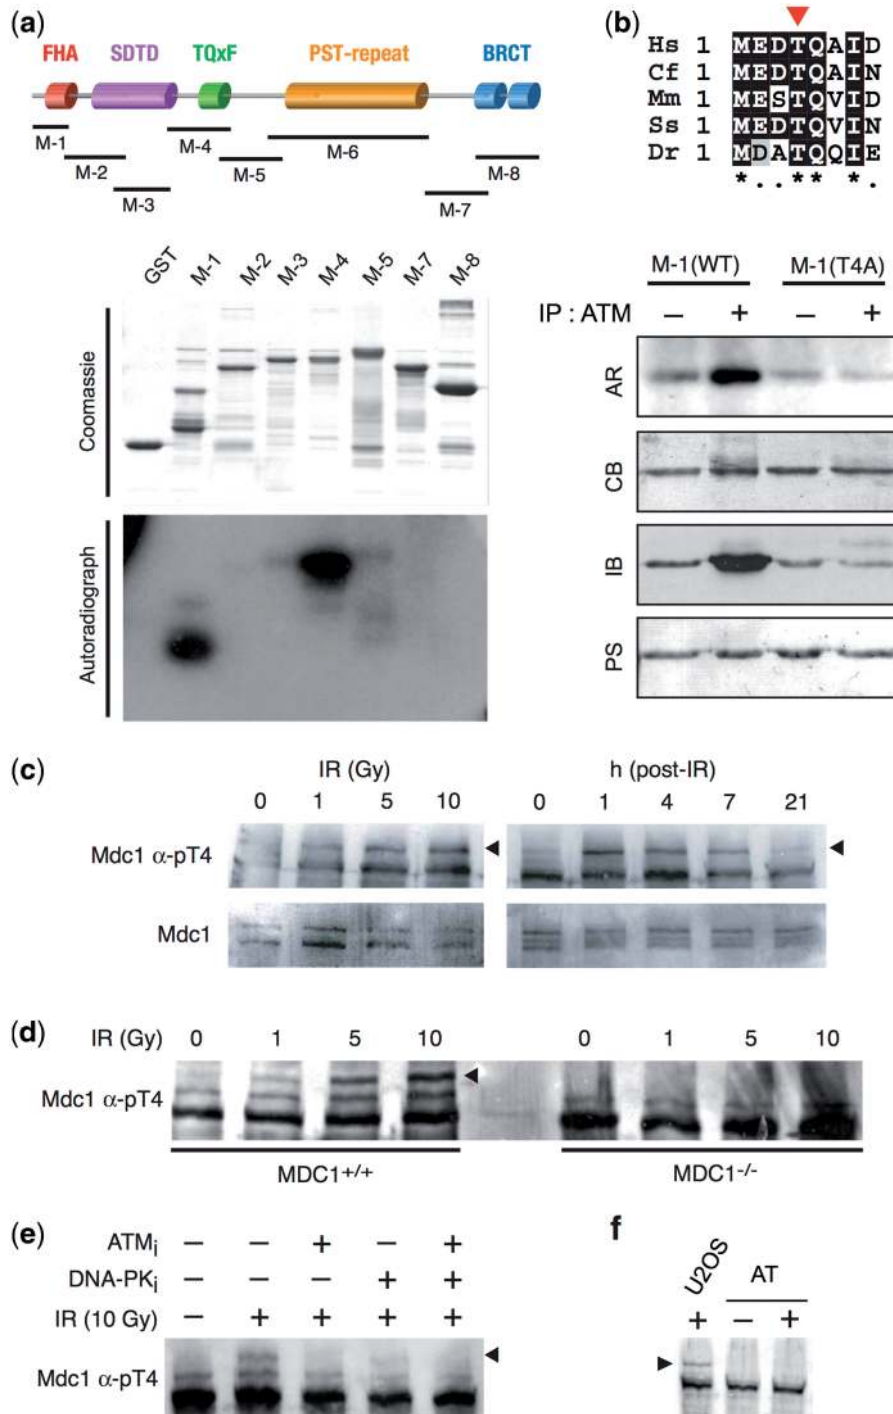 (a)
FHA SDTD TQxF PST-repeat BRCT
M-1
M-2
M-3
M-4
M-5
M-6
M-7
M-8
GST M-1 M-2 M-3 M-4 M-5 M-7 M-8
Coomassie
Autoradiograph
(b)
Hs 1 MEDTQAID
Cf 1 MEDTQAIN
Mm 1 MESTQVID
Ss 1 MEDTQVIN
Dr 1 MDATQQIE
*..**  *.
M-1(WT) M-1(T4A)
IP : ATM – + – +
AR
CB
IB
PS
(c)
IR (Gy) h (post-IR)
0 1 5 10 0 1 4 7 21
Mdc1 α-pT4
Mdc1
(d)
IR (Gy) 0 1 5 10 0 1 5 10
Mdc1 α-pT4
MDC1+/+ MDC1-/-
(e)
ATMi – – + – +
DNA-PKi – – – + +
IR (10 Gy) – + + + +
Mdc1 α-pT4
f
U2OS AT
+ – +